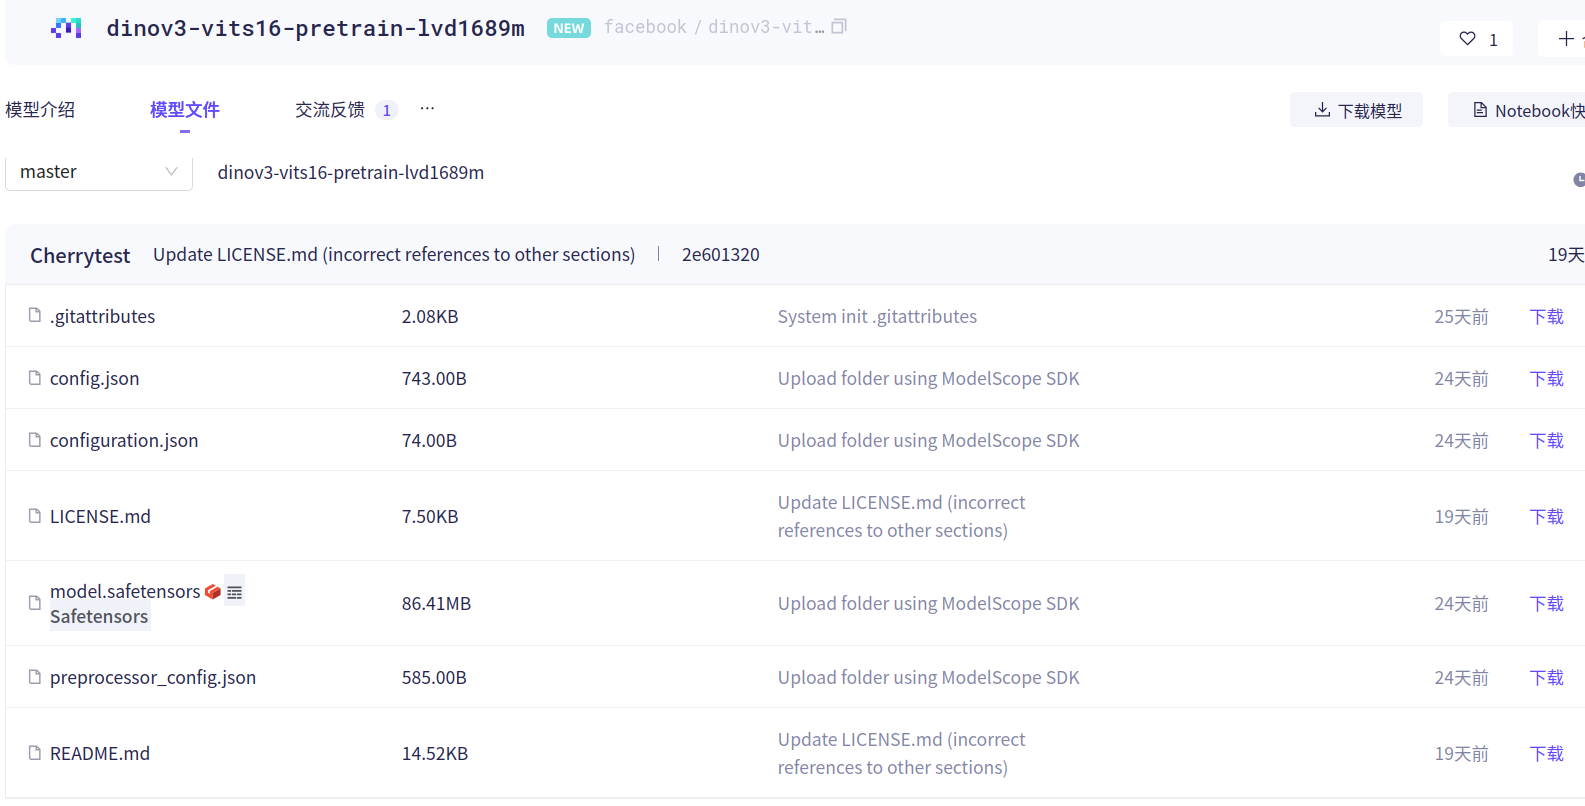 dinov3-vits16-pretrain-lvd1689m NEW facebook / dinov3-vit... 1
模型介绍 模型文件 交流反馈 1 ... 下载模型 Notebook快
master dinov3-vits16-pretrain-lvd1689m
Cherrytest Update LICENSE.md (incorrect references to other sections) | 2e601320 19天
.gitattributes 2.08KB System init .gitattributes 25天前 下载
config.json 743.00B Upload folder using ModelScope SDK 24天前 下载
configuration.json 74.00B Upload folder using ModelScope SDK 24天前 下载
LICENSE.md 7.50KB Update LICENSE.md (incorrect
references to other sections) 19天前 下载
model.safetensors
Safetensors 86.41MB Upload folder using ModelScope SDK 24天前 下载
preprocessor_config.json 585.00B Upload folder using ModelScope SDK 24天前 下载
README.md 14.52KB Update LICENSE.md (incorrect
references to other sections) 19天前 下载